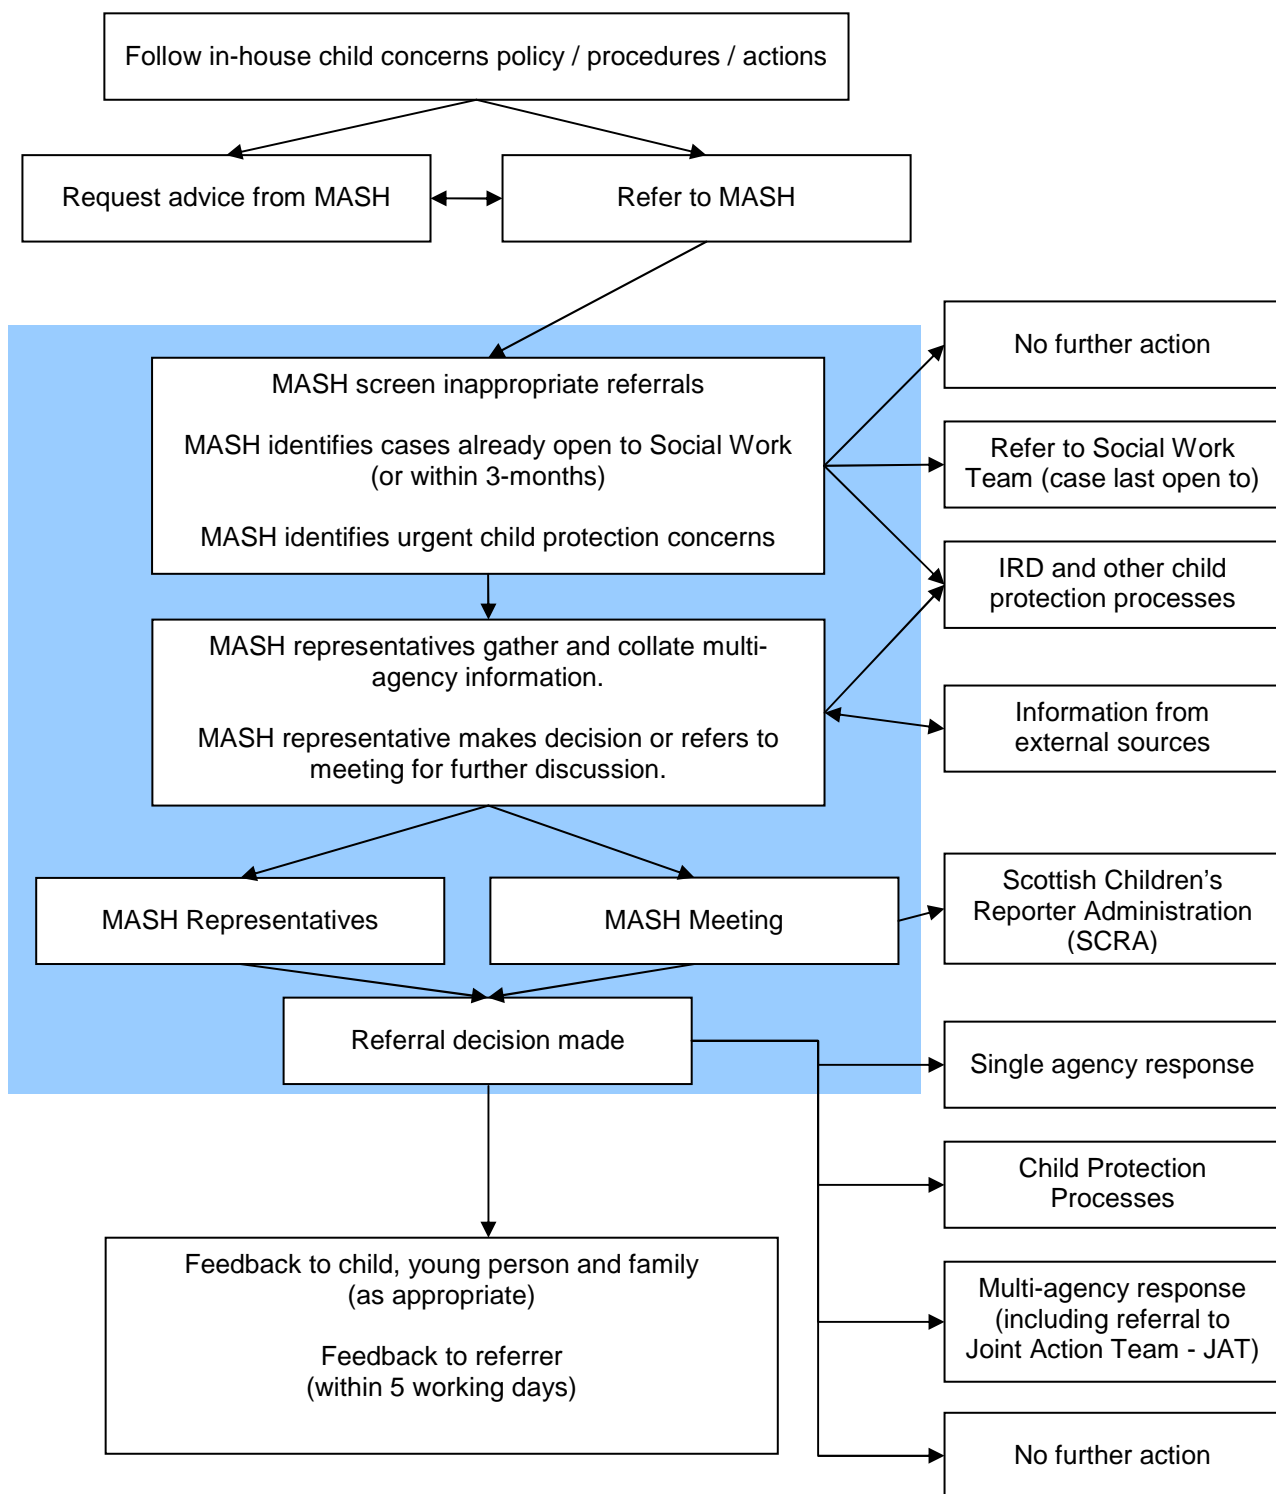 Follow in-house child concerns policy / procedures / actions
Request advice from MASH
Refer to MASH
No further action
MASH screen inappropriate referrals
MASH identifies cases already open to Social Work
(or within 3-months)
MASH identifies urgent child protection concerns
Refer to Social Work
Team (case last open to)
IRD and other child
protection processes
MASH representatives gather and collate multi-
agency information.
MASH representative makes decision or refers to
meeting for further discussion.
Information from
external sources
MASH Representatives
MASH Meeting
Scottish Children’s
Reporter Administration
(SCRA)
Referral decision made
Single agency response
Child Protection
Processes
Feedback to child, young person and family
(as appropriate)
Feedback to referrer
(within 5 working days)
Multi-agency response
(including referral to
Joint Action Team - JAT)
No further action